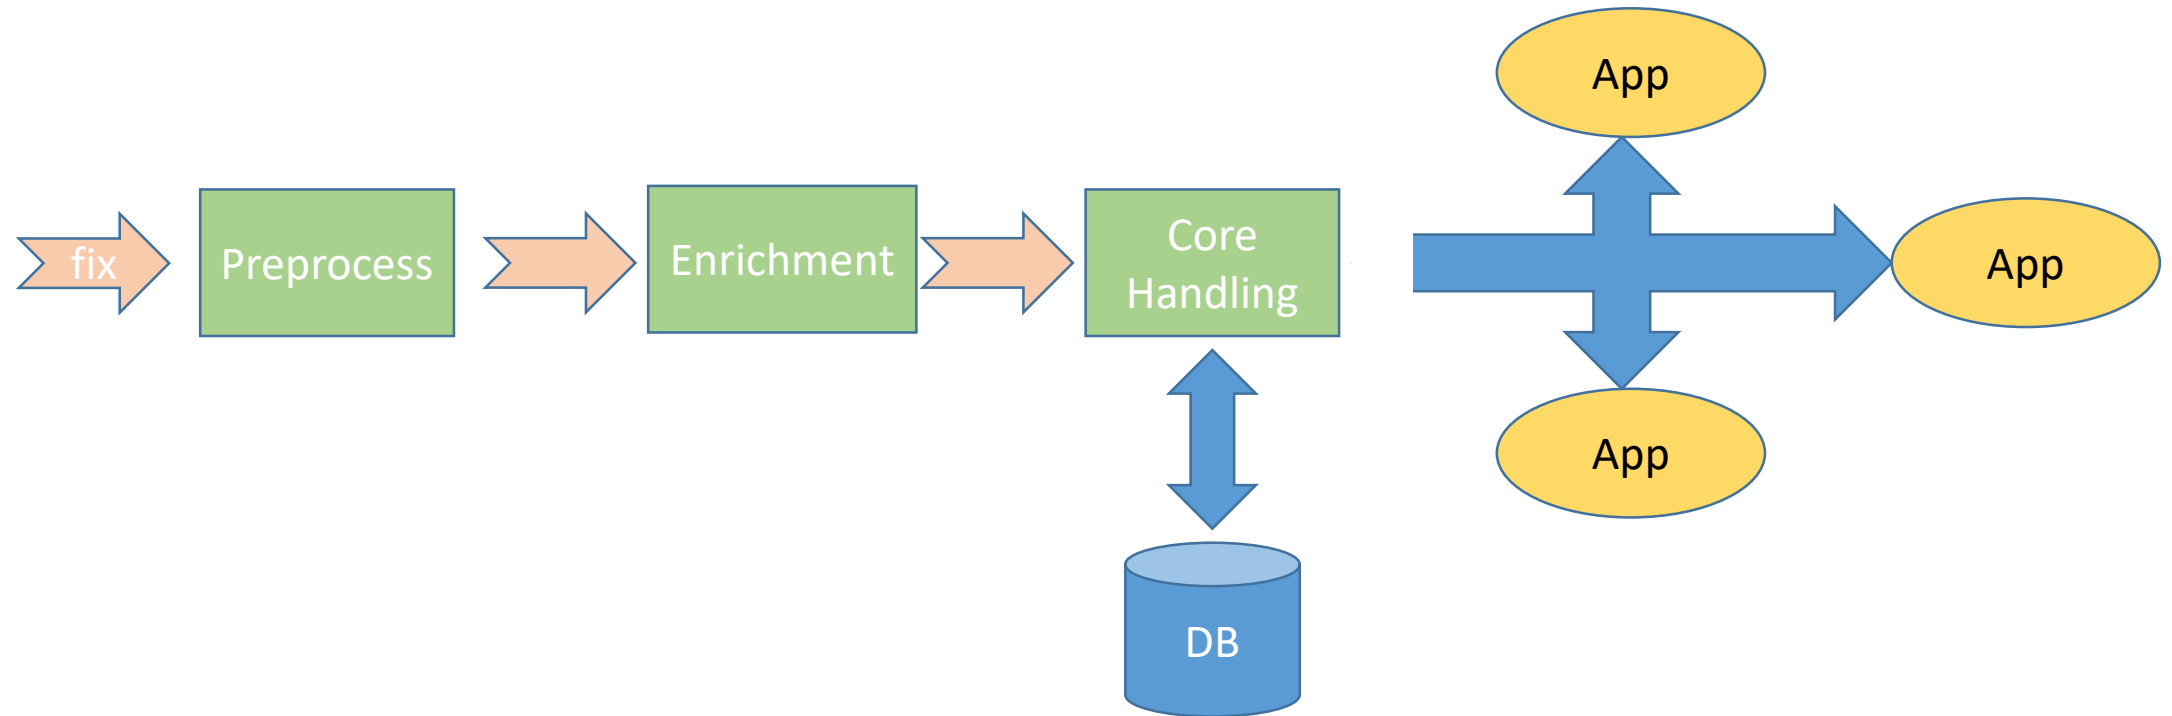 App
fix
Preprocess
Enrichment
Core
Handling
App
App
DB